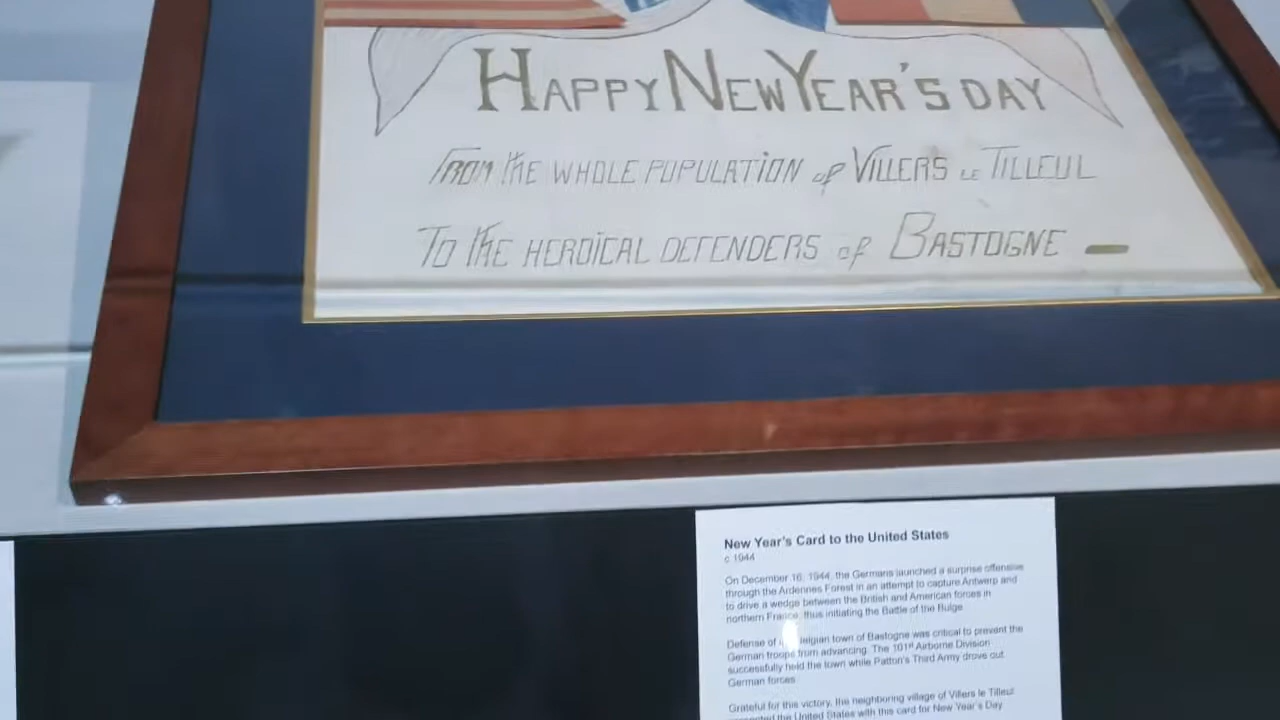 HAPPY NEW YEAR'S DAY
FROM THE WHOLE POPULATION of VILLERS LE TILLEUL
TO THE HEROÏCAL DEFENDERS of BASTOGNE
New Year's Card to the United States
c 1944
On December 16, 1944, the Germans launched a surprise offensive
through the Ardennes Forest in an attempt to capture Antwerp and
to drive a wedge between the British and American forces in
northern France, thus initiating the Battle of the Bulge.
Defense of town of Bastogne was critical to prevent the
German troops from advancing. The 101st Airborne Division
successfully held the town while Patton's Third Army drove out
German forces.
Grateful for this victory, the neighboring village of Villers le Tilleul
the United States with this card for New Year's Day